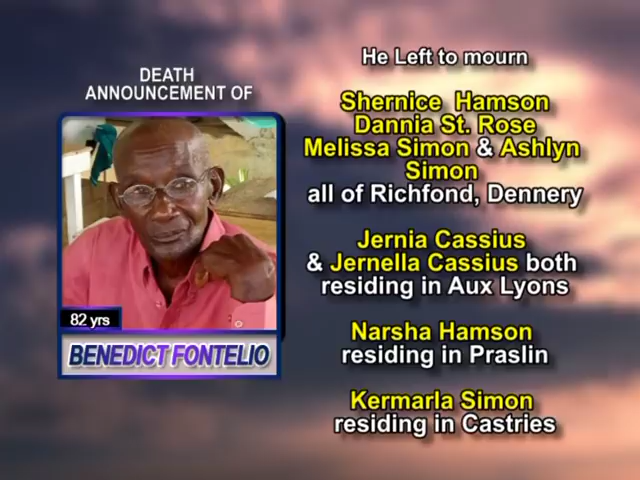 DEATH
ANNOUNCEMENT OF
82 yrs
BENEDICT FONTELIO
He Left to mourn
Shernice Hamson
Dannia St. Rose
Melissa Simon & Ashlyn
Simon
all of Richfond, Dennery
Jernia Cassius
& Jernella Cassius both
residing in Aux Lyons
Narsha Hamson
residing in Praslin
Kermarla Simon
residing in Castries